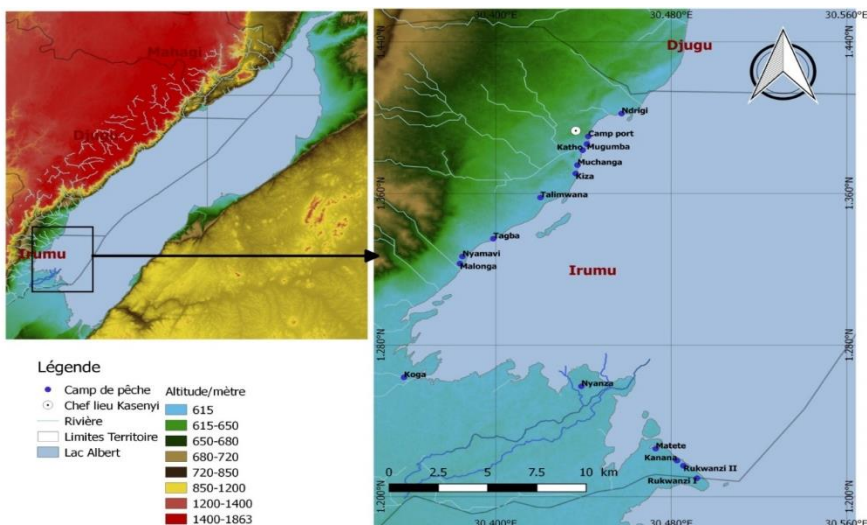 Mahagi
Djugu
Irumu
30.400°E
30.480°E
30.560°E
1.440°N
1.440°N
Djugu
Ndrigi
Camp port
Katho
Mugumba
Muchanga
Kiza
1.360°N
1.360°N
Talimwana
Tagba
Nyamavi
Malonga
Irumu
1.280°N
1.280°N
Koga
Nyanza
Matete
Kanana
Rukwanzi II
Rukwanzi I
0 2.5 5 7.5 10 km
1.200°N
1.200°N
30.400°E
30.480°E
30.560°E
Légende
Camp de pêche
Chef lieu Kasenyi
Rivière
Limites Territoire
Lac Albert
Altitude/mètre
615
615-650
650-680
680-720
720-850
850-1200
1200-1400
1400-1863